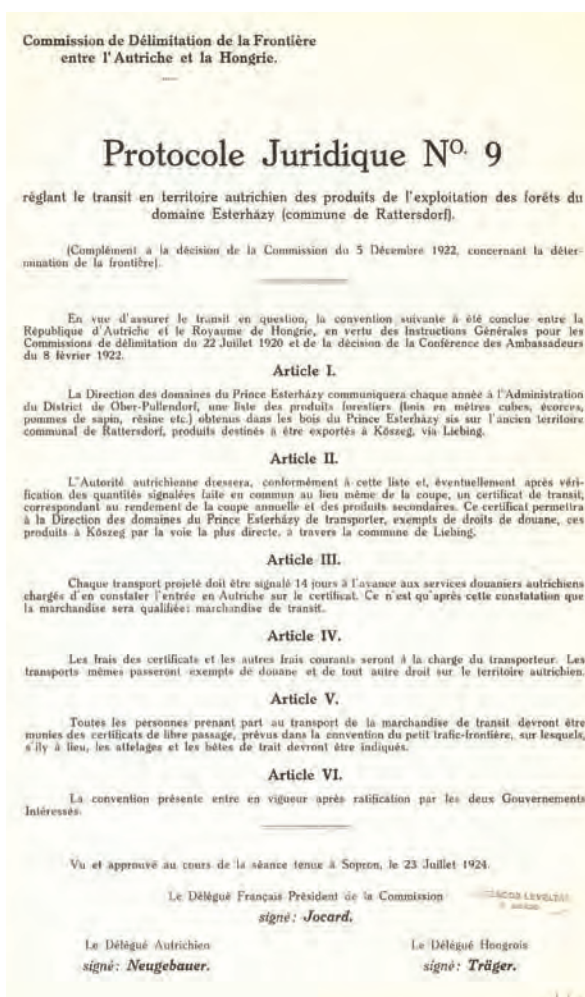 Commission de Délimitation de la Frontière
entre l'Autriche et la Hongrie.
Protocole Juridique Nº. 9
réglant le transit en territoire autrichien des produits de l'exploitation des forêts du
domaine Esterházy (commune de Rattersdorf).
(Complément a la décision de la Commission du 5 Décembre 1922, concernant la déter-
mination de la frontière).
En vue d'assurer le transit en question, la convention suivante à été conclue entre la
République d'Autriche et le Royaume de Hongrie, en vertu des Instructions Générales pour les
Commissions de délimitation du 22 Juillet 1920 et de la décision de la Conférence des Ambassadeurs
du 8 février 1922.
Article I.
La Direction des domaines du Prince Esterházy communiquera chaque année à l'Administration
du District de Ober-Pullendorf, une liste des produits forestiers (bois en mètres cubes, écorces,
pommes de sapin, résine etc.) obtenus dans les bois du Prince Esterházy sis sur l'ancien territoire
communal de Rattersdorf, produits destinés à être exportés à Köszeg, via Liebing.
Article II.
L'Autorité autrichienne dressera, conformément à cette liste et, éventuellement après véri-
fication des quantités signalées faite en commun au lieu même de la coupe, un certificat de transit,
correspondant au rendement de la coupe annuelle et des produits secondaires. Ce certificat permettra
à la Direction des domaines du Prince Esterházy de transporter, exempts de droits de douane, ces
produits à Köszeg par la voie la plus directe, à travers la commune de Liebing.
Article III.
Chaque transport projeté doit être signalé 14 jours à l'avance aux services douaniers autrichiens
chargés d'en constater l'entrée en Autriche sur le certificat. Ce n'est qu'après cette constatation que
la marchandise sera qualifiée: marchandise de transit.
Article IV.
Les frais des certificats et les autres frais courants seront à la charge du transporteur. Les
transports mêmes passeront exempts de douane et de tout autre droit sur le territoire autrichien.
Article V.
Toutes les personnes prenant part au transport de la marchandise de transit devront être
munies des certificats de libre passage, prévus dans la convention du petit trafic-frontière, sur lesquels,
s'ily à lieu, les attelages et les bêtes de trait devront être indiqués.
Article VI.
La convention présente entre en vigueur après ratification par les deux Gouvernements
Intéressés.
Vu et approuvé au cours de la séance tenue à Sopron, le 23 Juillet 1924.
Le Délégué Français Président de la Commission
signé: Jocard.
Le Délégué Autrichien
signé: Neugebauer.
Le Délégué Hongrois
signé: Träger.